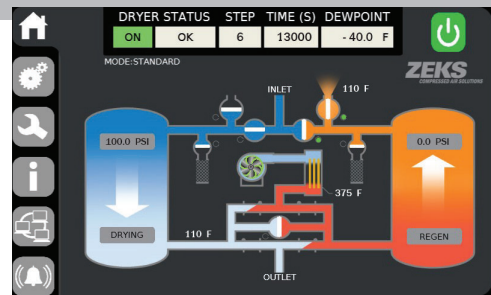 DRYER STATUS STEP TIME (S) DEWPOINT
ON OK 6 13000 - 40.0 F
MODE:STANDARD
ZEKS
COMPRESSED AIR SOLUTIONS
INLET
110 F
100.0 PSI
0.0 PSI
375 F
DRYING
110 F
REGEN
OUTLET